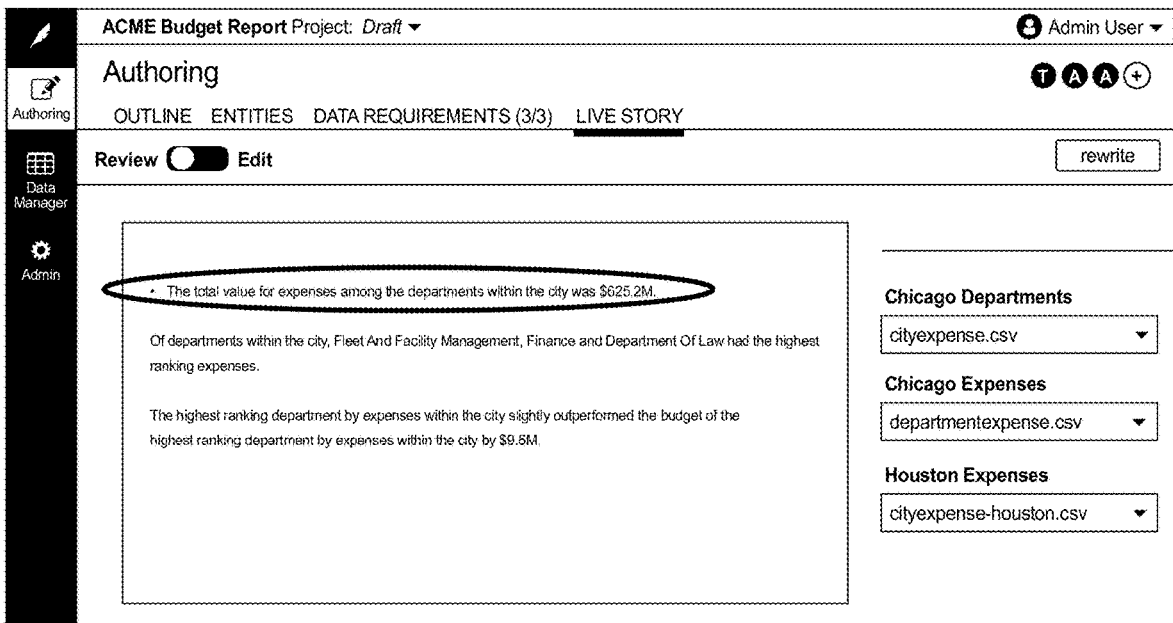 ACME Budget Report Project: Draft
Admin User
Authoring
T A A +
Authoring
OUTLINE ENTITIES DATA REQUIREMENTS (3/3) LIVE STORY
Review Edit
rewrite
Data
Manager
Admin
• The total value for expenses among the departments within the city was $625.2M.
Of departments within the city, Fleet And Facility Management, Finance and Department Of Law had the highest
ranking expenses.
The highest ranking department by expenses within the city slightly outperformed the budget of the
highest ranking department by expenses within the city by $9.5M.
Chicago Departments
cityexpense.csv
Chicago Expenses
departmentexpense.csv
Houston Expenses
cityexpense-houston.csv